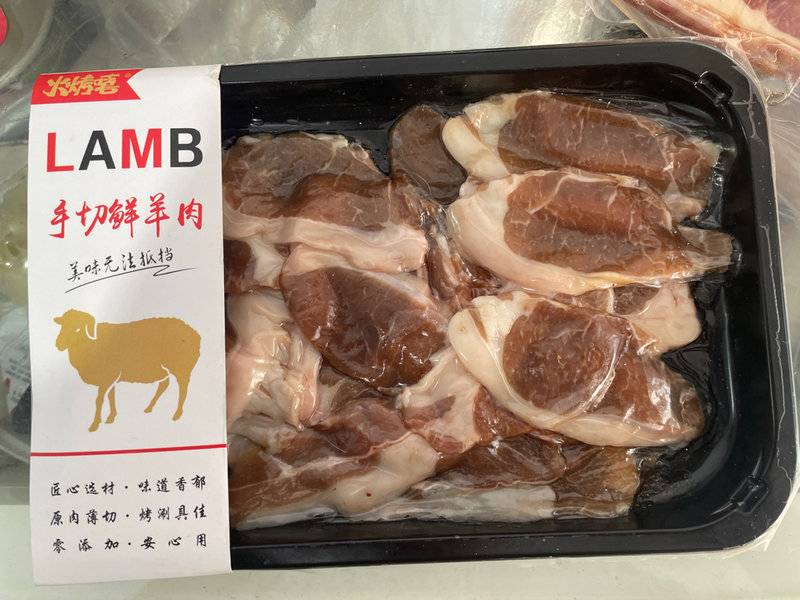 火烤嘻
LAMB
手切鲜羊肉
美味无法抵挡
匠心选材·味道香郁
原肉薄切·烤涮具佳
零添加·安心用